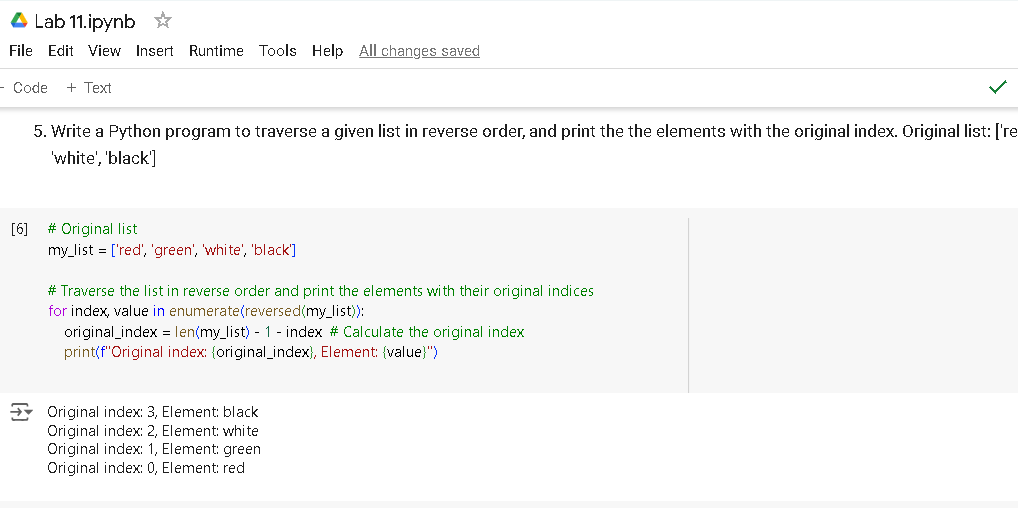 Lab 11.ipynb
File Edit View Insert Runtime Tools Help All changes saved
Code + Text
5. Write a Python program to traverse a given list in reverse order, and print the the elements with the original index. Original list: ['re
'white', 'black']
[6] # Original list
my_list = ['red', 'green', 'white', 'black']
# Traverse the list in reverse order and print the elements with their original indices
for index, value in enumerate(reversed(my_list)):
original_index = len(my_list) - 1 - index # Calculate the original index
print(f"Original index: {original_index}, Element: {value}")
Original index: 3, Element: black
Original index: 2, Element: white
Original index: 1, Element: green
Original index: 0, Element: red